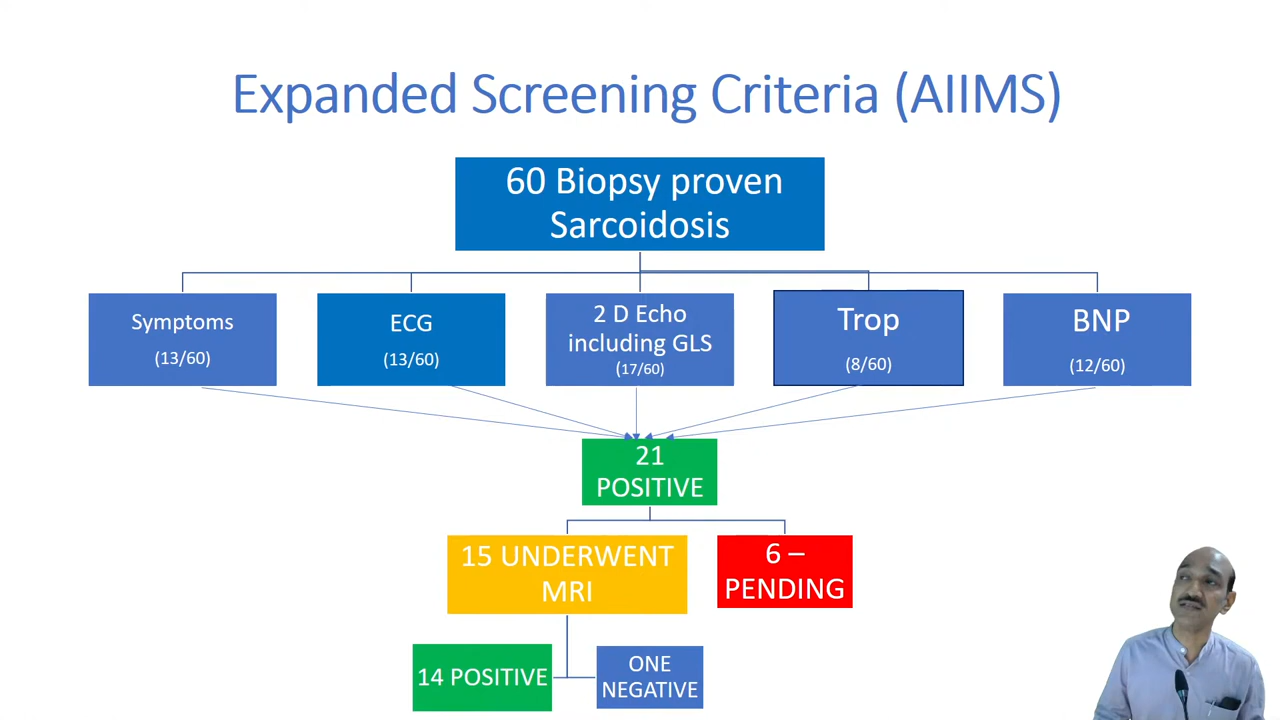 Expanded Screening Criteria (AIIMS)
60 Biopsy proven
Sarcoidosis
Symptoms
(13/60)
ECG
(13/60)
2 D Echo
including GLS
(17/60)
Trop
(8/60)
BNP
(12/60)
21
POSITIVE
15 UNDERWENT
MRI
6 –
PENDING
14 POSITIVE
ONE
NEGATIVE